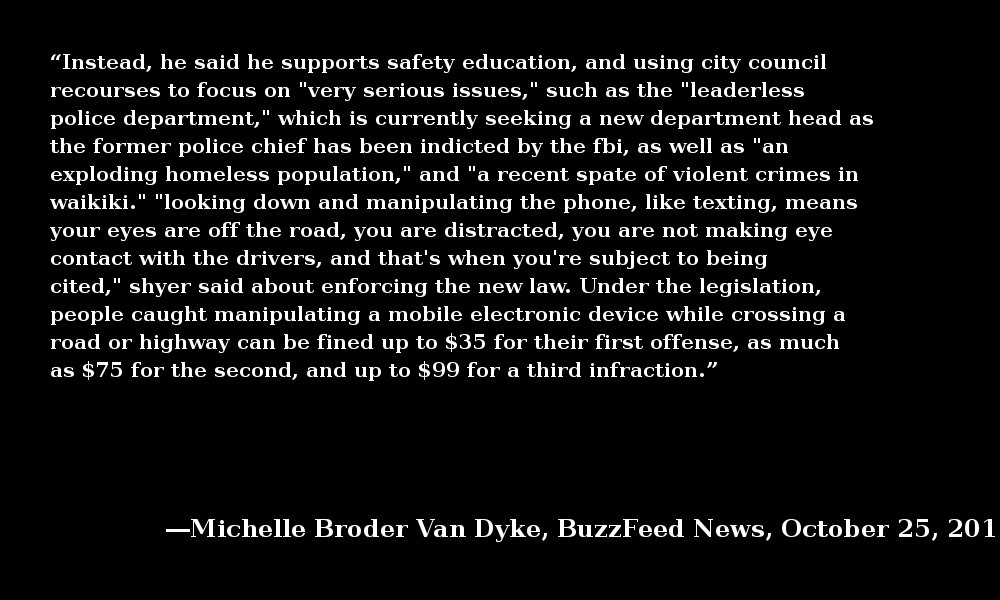 “Instead, he said he supports safety education, and using city council
recourses to focus on "very serious issues," such as the "leaderless
police department," which is currently seeking a new department head as
the former police chief has been indicted by the fbi, as well as "an
exploding homeless population," and "a recent spate of violent crimes in
waikiki." "looking down and manipulating the phone, like texting, means
your eyes are off the road, you are distracted, you are not making eye
contact with the drivers, and that's when you're subject to being
cited," shyer said about enforcing the new law. Under the legislation,
people caught manipulating a mobile electronic device while crossing a
road or highway can be fined up to $35 for their first offense, as much
as $75 for the second, and up to $99 for a third infraction.”
—Michelle Broder Van Dyke, BuzzFeed News, October 25, 201